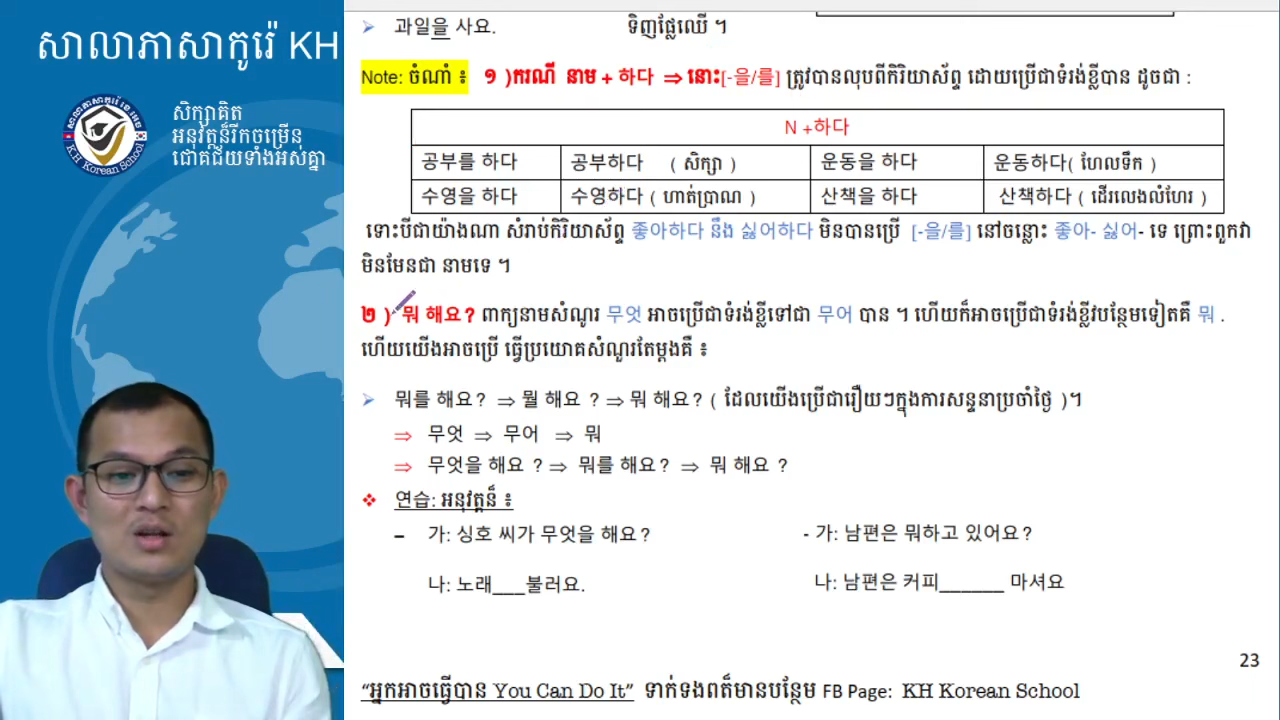 សាលាភាសាកូរ៉េ KH
សិក្សាគិត
អនុវត្តន៏រីកចម្រើន
ជោគជ័យទាំងអស់គ្នា
KH Korean School
과일을 사요. ទិញផ្លែឈើ ។
Note: ចំណាំ ៖ ១ )ករណី នាម + 하다 ⇒ នោះ[-을/를] ត្រូវបានលុបពីកិរិយាស័ព្ទ ដោយប្រើជាទំរង់ខ្លីបាន ដូចជា :
N +하다
공부를 하다 공부하다 ( សិក្សា ) 운동을 하다 운동하다( ហែលទឹក )
수영을 하다 수영하다 ( ហាត់ប្រាណ ) 산책을 하다 산책하다 ( ដើរលេងលំហែរ )
ទោះបីជាយ៉ាងណា សំរាប់កិរិយាស័ព្ទ 좋아하다 នឹង 싫어하다 មិនបានប្រើ [-을/를] នៅចន្លោះ 좋아- 싫어- ទេ ព្រោះពួកវា
មិនមែនជា នាមទេ ។
២ ) 뭐 해요? ពាក្យនាមសំណួរ 무엇 អាចប្រើជាទំរង់ខ្លីទៅជា 무어 បាន ។ ហើយក៏អាចប្រើជាទំរង់ខ្លីបន្ថែមទៀតគឺ 뭐 .
ហើយយើងអាចប្រើ ធ្វើប្រយោគសំណួរតែម្តងគឺ ៖
뭐를 해요? ⇒ 뭘 해요 ? ⇒ 뭐 해요? ( ដែលយើងប្រើជារឿយៗក្នុងការសន្ទនាប្រចាំថ្ងៃ )។
⇒ 무엇 ⇒ 무어 ⇒ 뭐
⇒ 무엇을 해요 ? ⇒ 뭐를 해요? ⇒ 뭐 해요 ?
연습: អនុវត្តន៏ ៖
– 가: 싱호 씨가 무엇을 해요? - 가: 남편은 뭐하고 있어요?
나: 노래___불러요. 나: 남편은 커피______ 마셔요
23
“អ្នកអាចធ្វើបាន You Can Do It” ទាក់ទងពត៏មានបន្ថែម FB Page: KH Korean School